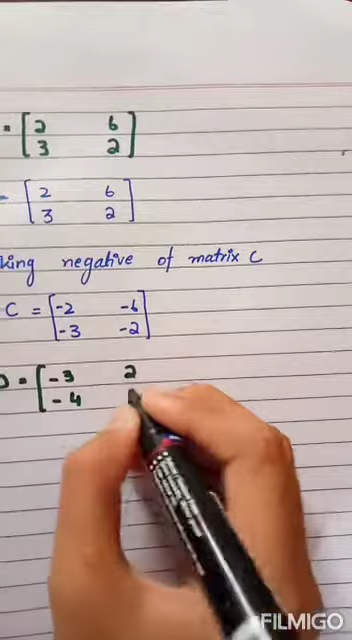 = [ 2 6
3 2 ]
= [ 2 6
3 2 ]
king negative of matrix C
C = [ -2 -6
-3 -2 ]
D = [ -3 2
-4
FILMIGO